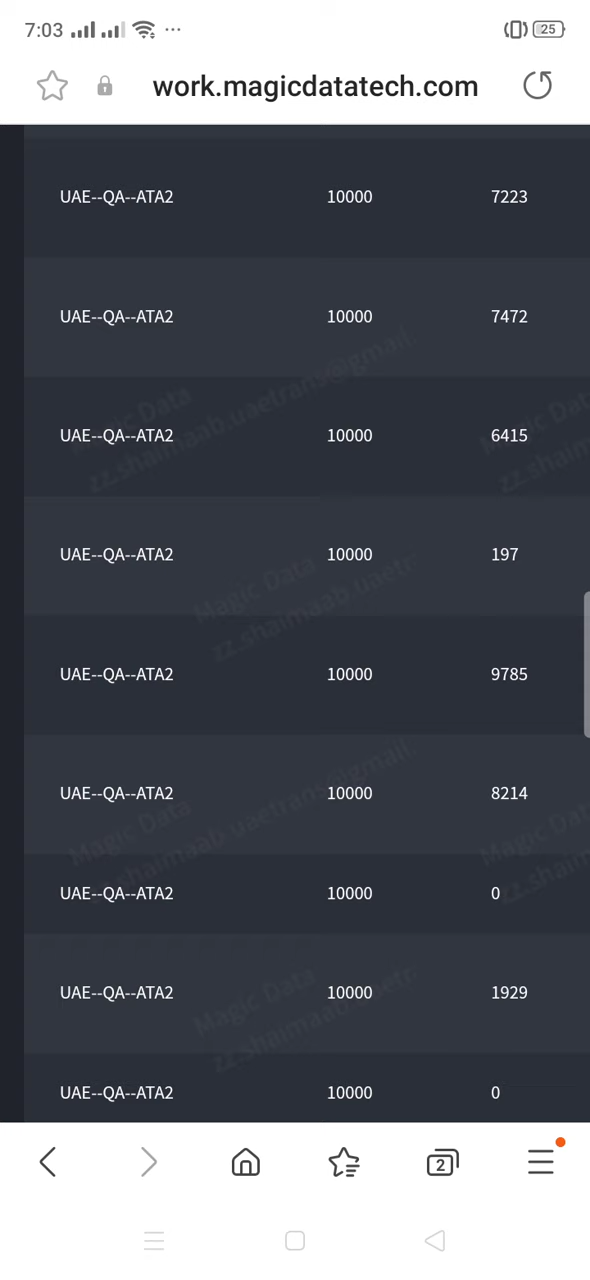 7:03 ··· 25
work.magicdatatech.com
UAE--QA--ATA2 10000 7223
UAE--QA--ATA2 10000 7472
UAE--QA--ATA2 10000 6415
UAE--QA--ATA2 10000 197
UAE--QA--ATA2 10000 9785
UAE--QA--ATA2 10000 8214
UAE--QA--ATA2 10000 0
UAE--QA--ATA2 10000 1929
UAE--QA--ATA2 10000 0
2